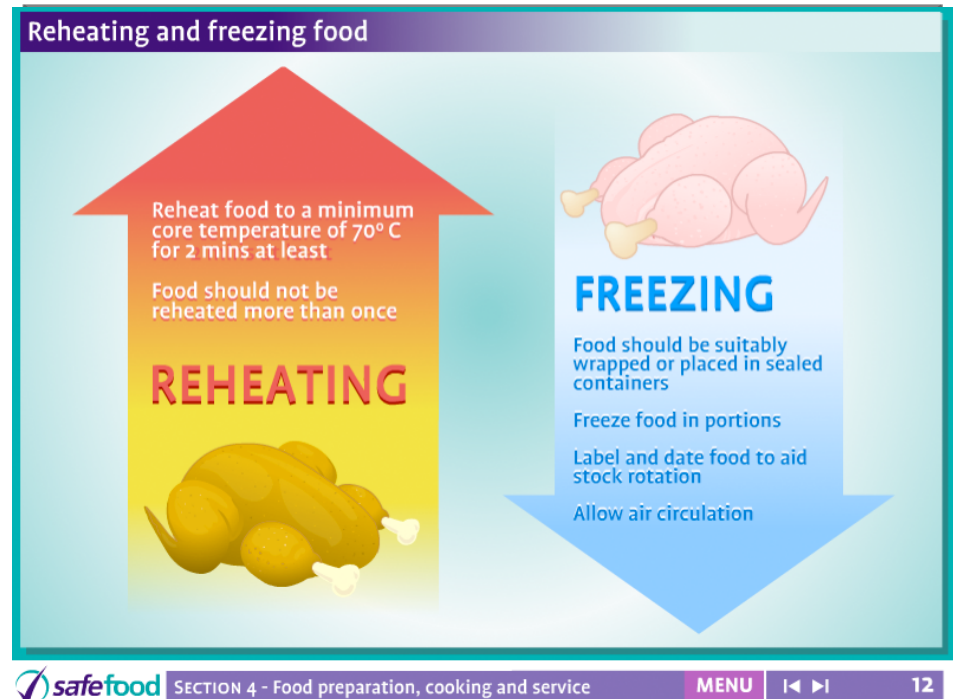 Reheating and freezing food
Reheat food to a minimum
core temperature of 70º C
for 2 mins at least
Food should not be
reheated more than once
REHEATING
FREEZING
Food should be suitably
wrapped or placed in sealed
containers
Freeze food in portions
Label and date food to aid
stock rotation
Allow air circulation
safefood
SECTION 4 - Food preparation, cooking and service
MENU
12